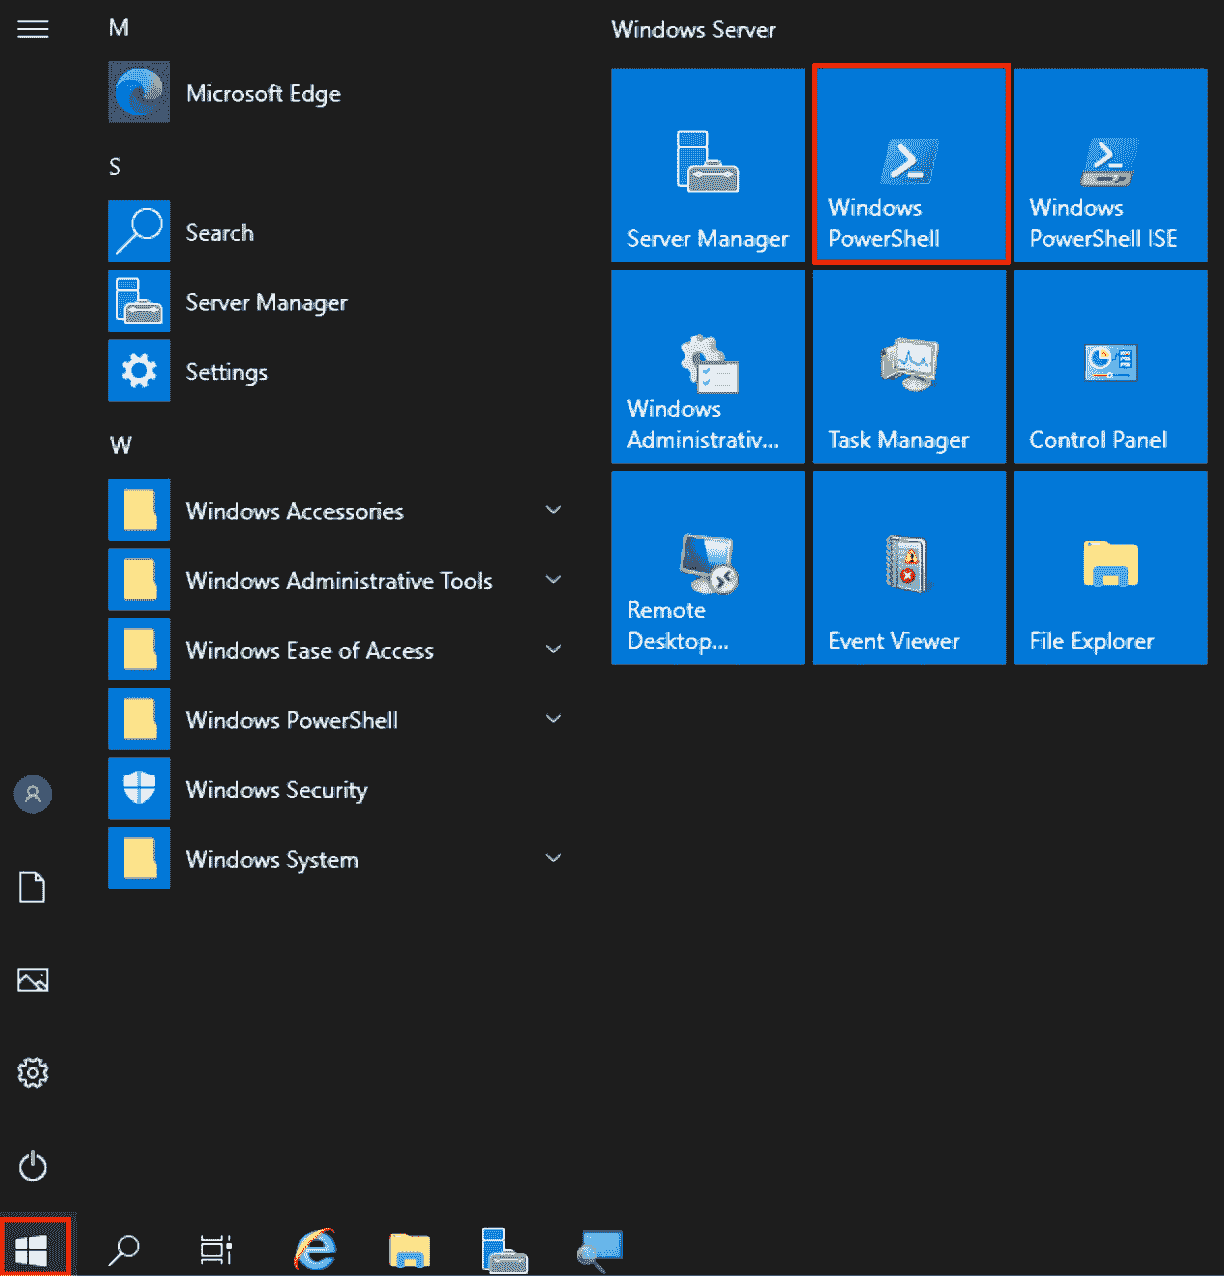 M
Microsoft Edge
S
Search
Server Manager
Settings
W
Windows Accessories
Windows Administrative Tools
Windows Ease of Access
Windows PowerShell
Windows Security
Windows System
Windows Server
Server Manager
Windows
PowerShell
Windows
PowerShell ISE
Windows
Administrativ...
Task Manager
Control Panel
Remote
Desktop...
Event Viewer
File Explorer